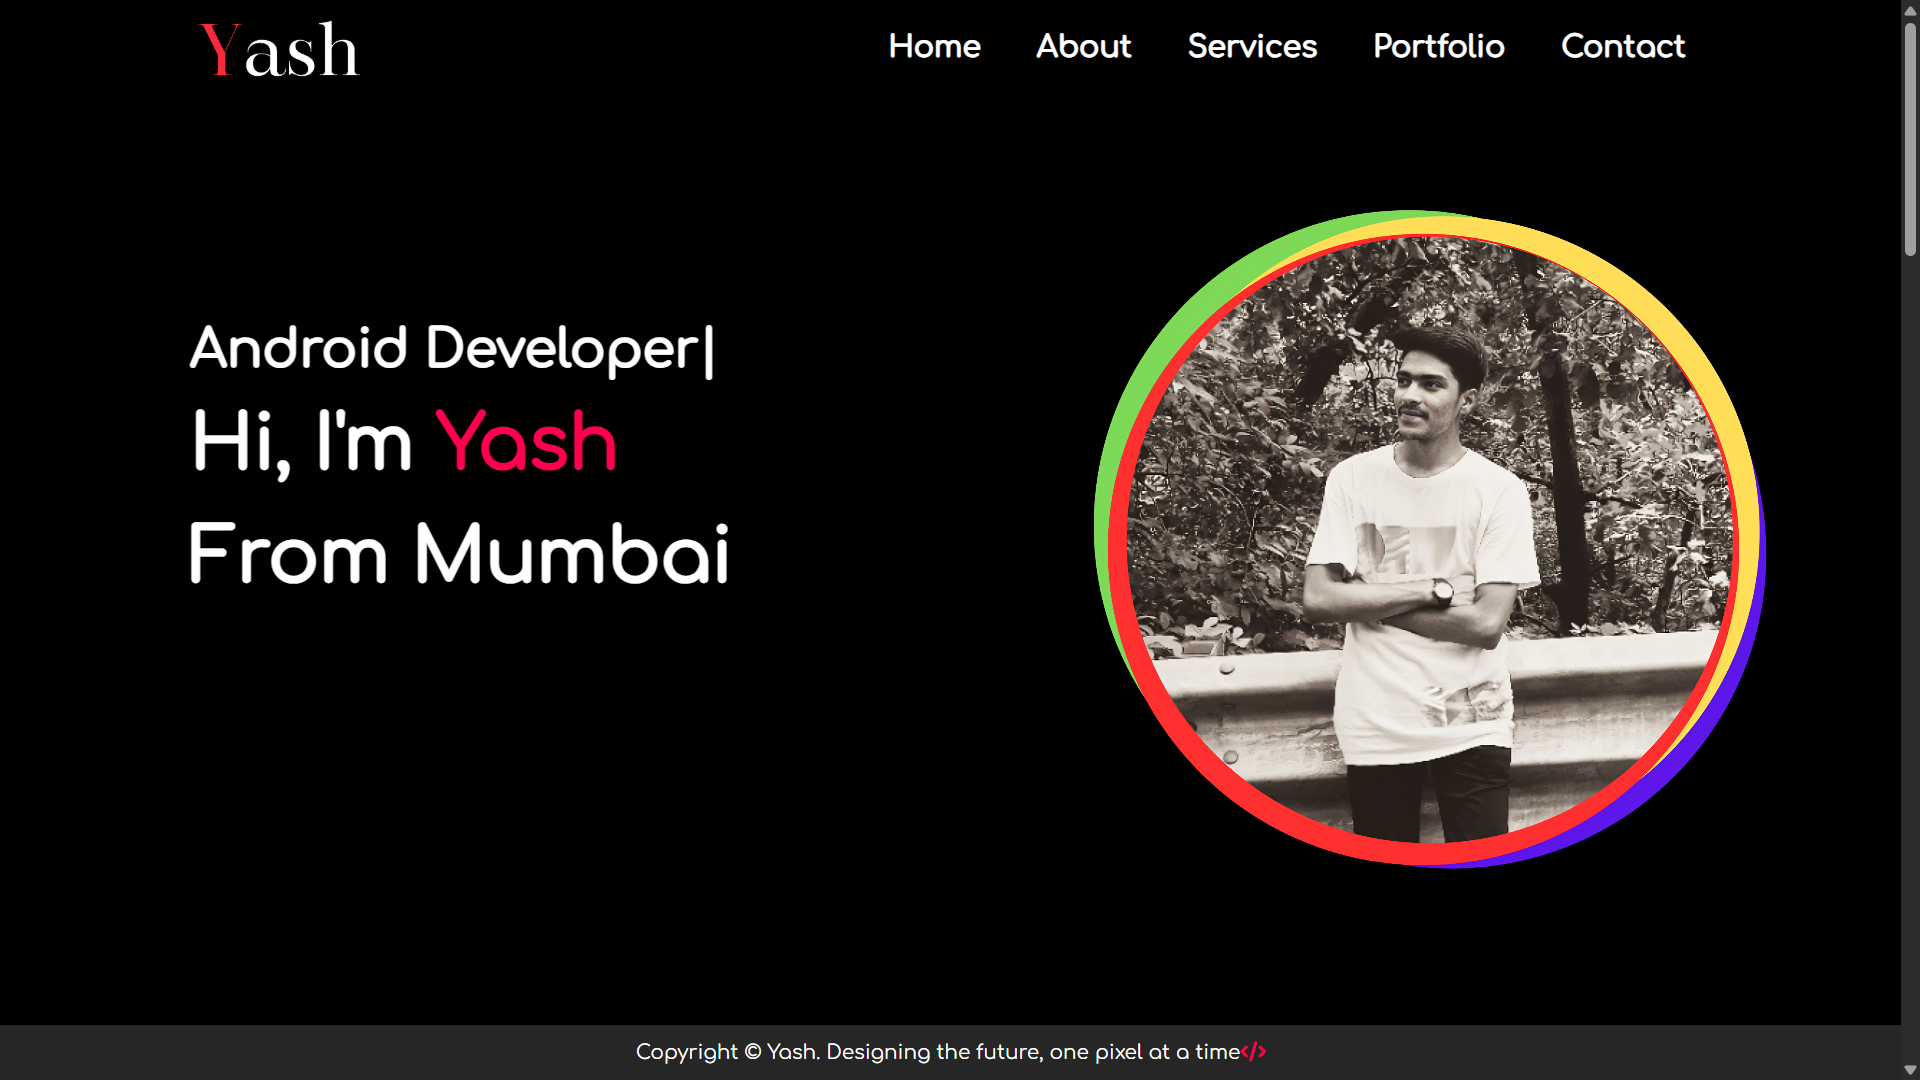 Yash
Home About Services Portfolio Contact
Android Developer|
Hi, I'm Yash
From Mumbai
Copyright © Yash. Designing the future, one pixel at a time</>